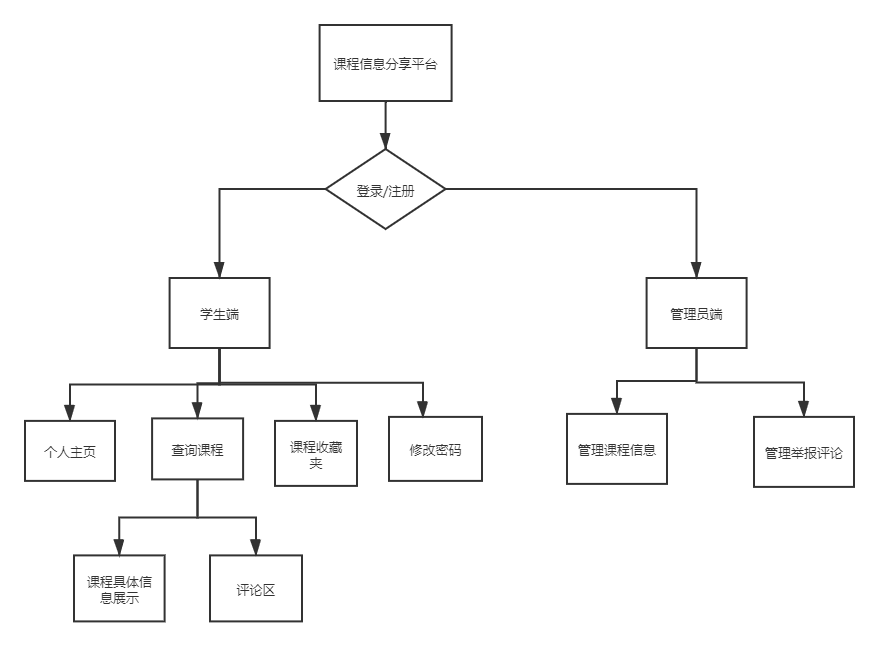 课程信息分享平台
登录/注册
学生端
管理员端
个人主页
查询课程
课程收藏
夹
修改密码
管理课程信息
管理举报评论
课程具体信
息展示
评论区